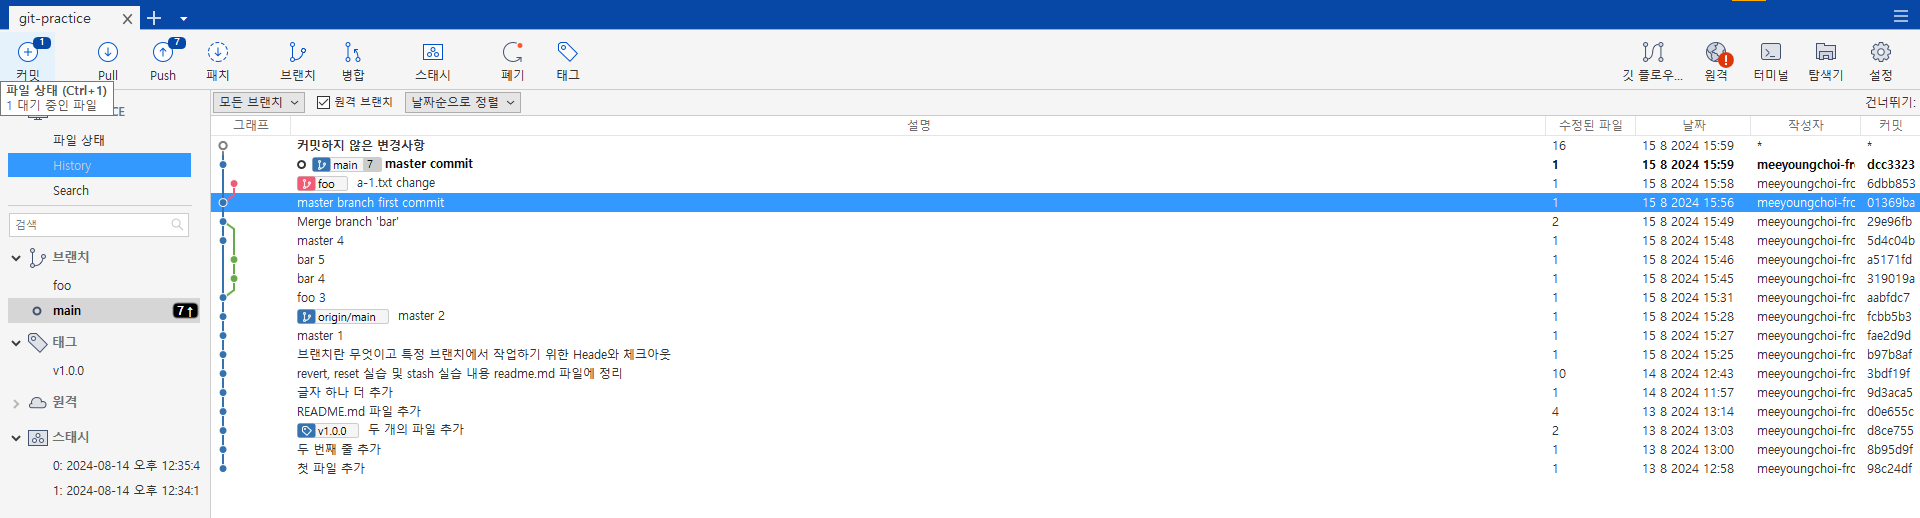 git-practice
1
7
커밋
Pull
Push
패치
브랜치
병합
스태시
폐기
태그
깃 플로우...
원격
터미널
탐색기
설정
파일 상태 (Ctrl+1)
1 대기 중인 파일
CE
모든 브랜치
원격 브랜치
날짜순으로 정렬
건너뛰기:
파일 상태
History
Search
검색
브랜치
foo
main 7↑
태그
v1.0.0
원격
스태시
0: 2024-08-14 오후 12:35:4
1: 2024-08-14 오후 12:34:1
그래프 설명 수정된 파일 날짜 작성자 커밋
커밋하지 않은 변경사항 16 15 8 2024 15:59 * *
main 7 master commit 1 15 8 2024 15:59 meeyoungchoi-frc dcc3323
foo a-1.txt change 1 15 8 2024 15:58 meeyoungchoi-frc 6dbb853
master branch first commit 1 15 8 2024 15:56 meeyoungchoi-frc 01369ba
Merge branch 'bar' 2 15 8 2024 15:49 meeyoungchoi-frc 29e96fb
master 4 1 15 8 2024 15:48 meeyoungchoi-frc 5d4c04b
bar 5 1 15 8 2024 15:46 meeyoungchoi-frc a5171fd
bar 4 1 15 8 2024 15:45 meeyoungchoi-frc 319019a
foo 3 1 15 8 2024 15:31 meeyoungchoi-frc aabfdc7
origin/main master 2 1 15 8 2024 15:28 meeyoungchoi-frc fcbb5b3
master 1 1 15 8 2024 15:27 meeyoungchoi-frc fae2d9d
브랜치란 무엇이고 특정 브랜치에서 작업하기 위한 Heade와 체크아웃 1 15 8 2024 15:25 meeyoungchoi-frc b97b8af
revert, reset 실습 및 stash 실습 내용 readme.md 파일에 정리 10 14 8 2024 12:43 meeyoungchoi-frc 3bdf19f
글자 하나 더 추가 1 14 8 2024 11:57 meeyoungchoi-frc 9d3aca5
README.md 파일 추가 4 13 8 2024 13:14 meeyoungchoi-frc d0e655c
v1.0.0 두 개의 파일 추가 2 13 8 2024 13:03 meeyoungchoi-frc d8ce755
두 번째 줄 추가 1 13 8 2024 13:00 meeyoungchoi-frc 8b95d9f
첫 파일 추가 1 13 8 2024 12:58 meeyoungchoi-frc 98c24df